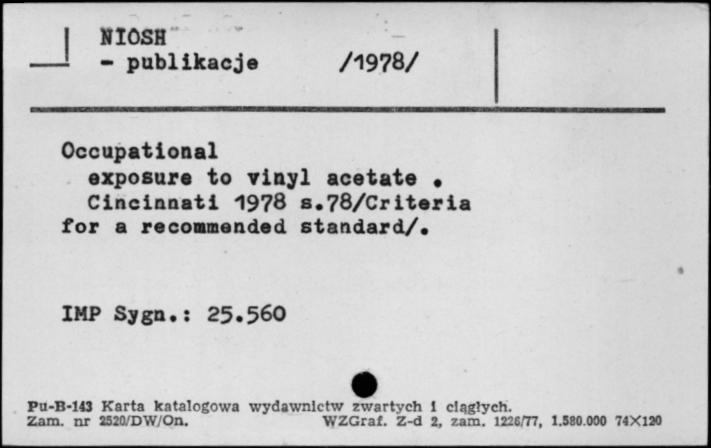 NIOSH
- publikacje /1978/
Occupational
exposure to vinyl acetate .
Cincinnati 1978 s.78/Criteria
for a recommended standard/.
IMP Sygn.: 25.560
Pu-B-143 Karta katalogowa wydawnictw zwartych i ciągłych.
Zam. nr 2520/DW/On. WZGraf. Z-d 2, zam. 1226/77, 1.580.000 74×120